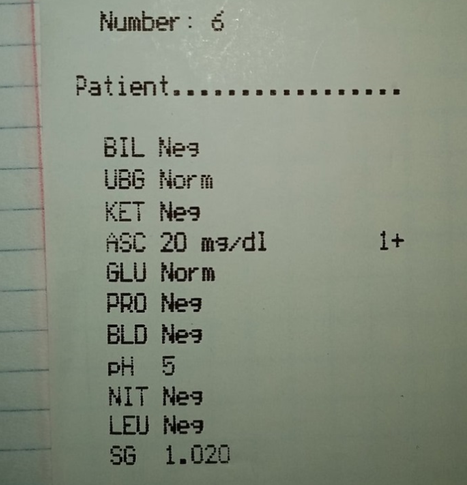 Number: 6
Patient.................
BIL Neg
UBG Norm
KET Neg
ASC 20 mg/dl 1+
GLU Norm
PRO Neg
BLD Neg
pH 5
NIT Neg
LEU Neg
SG 1.020